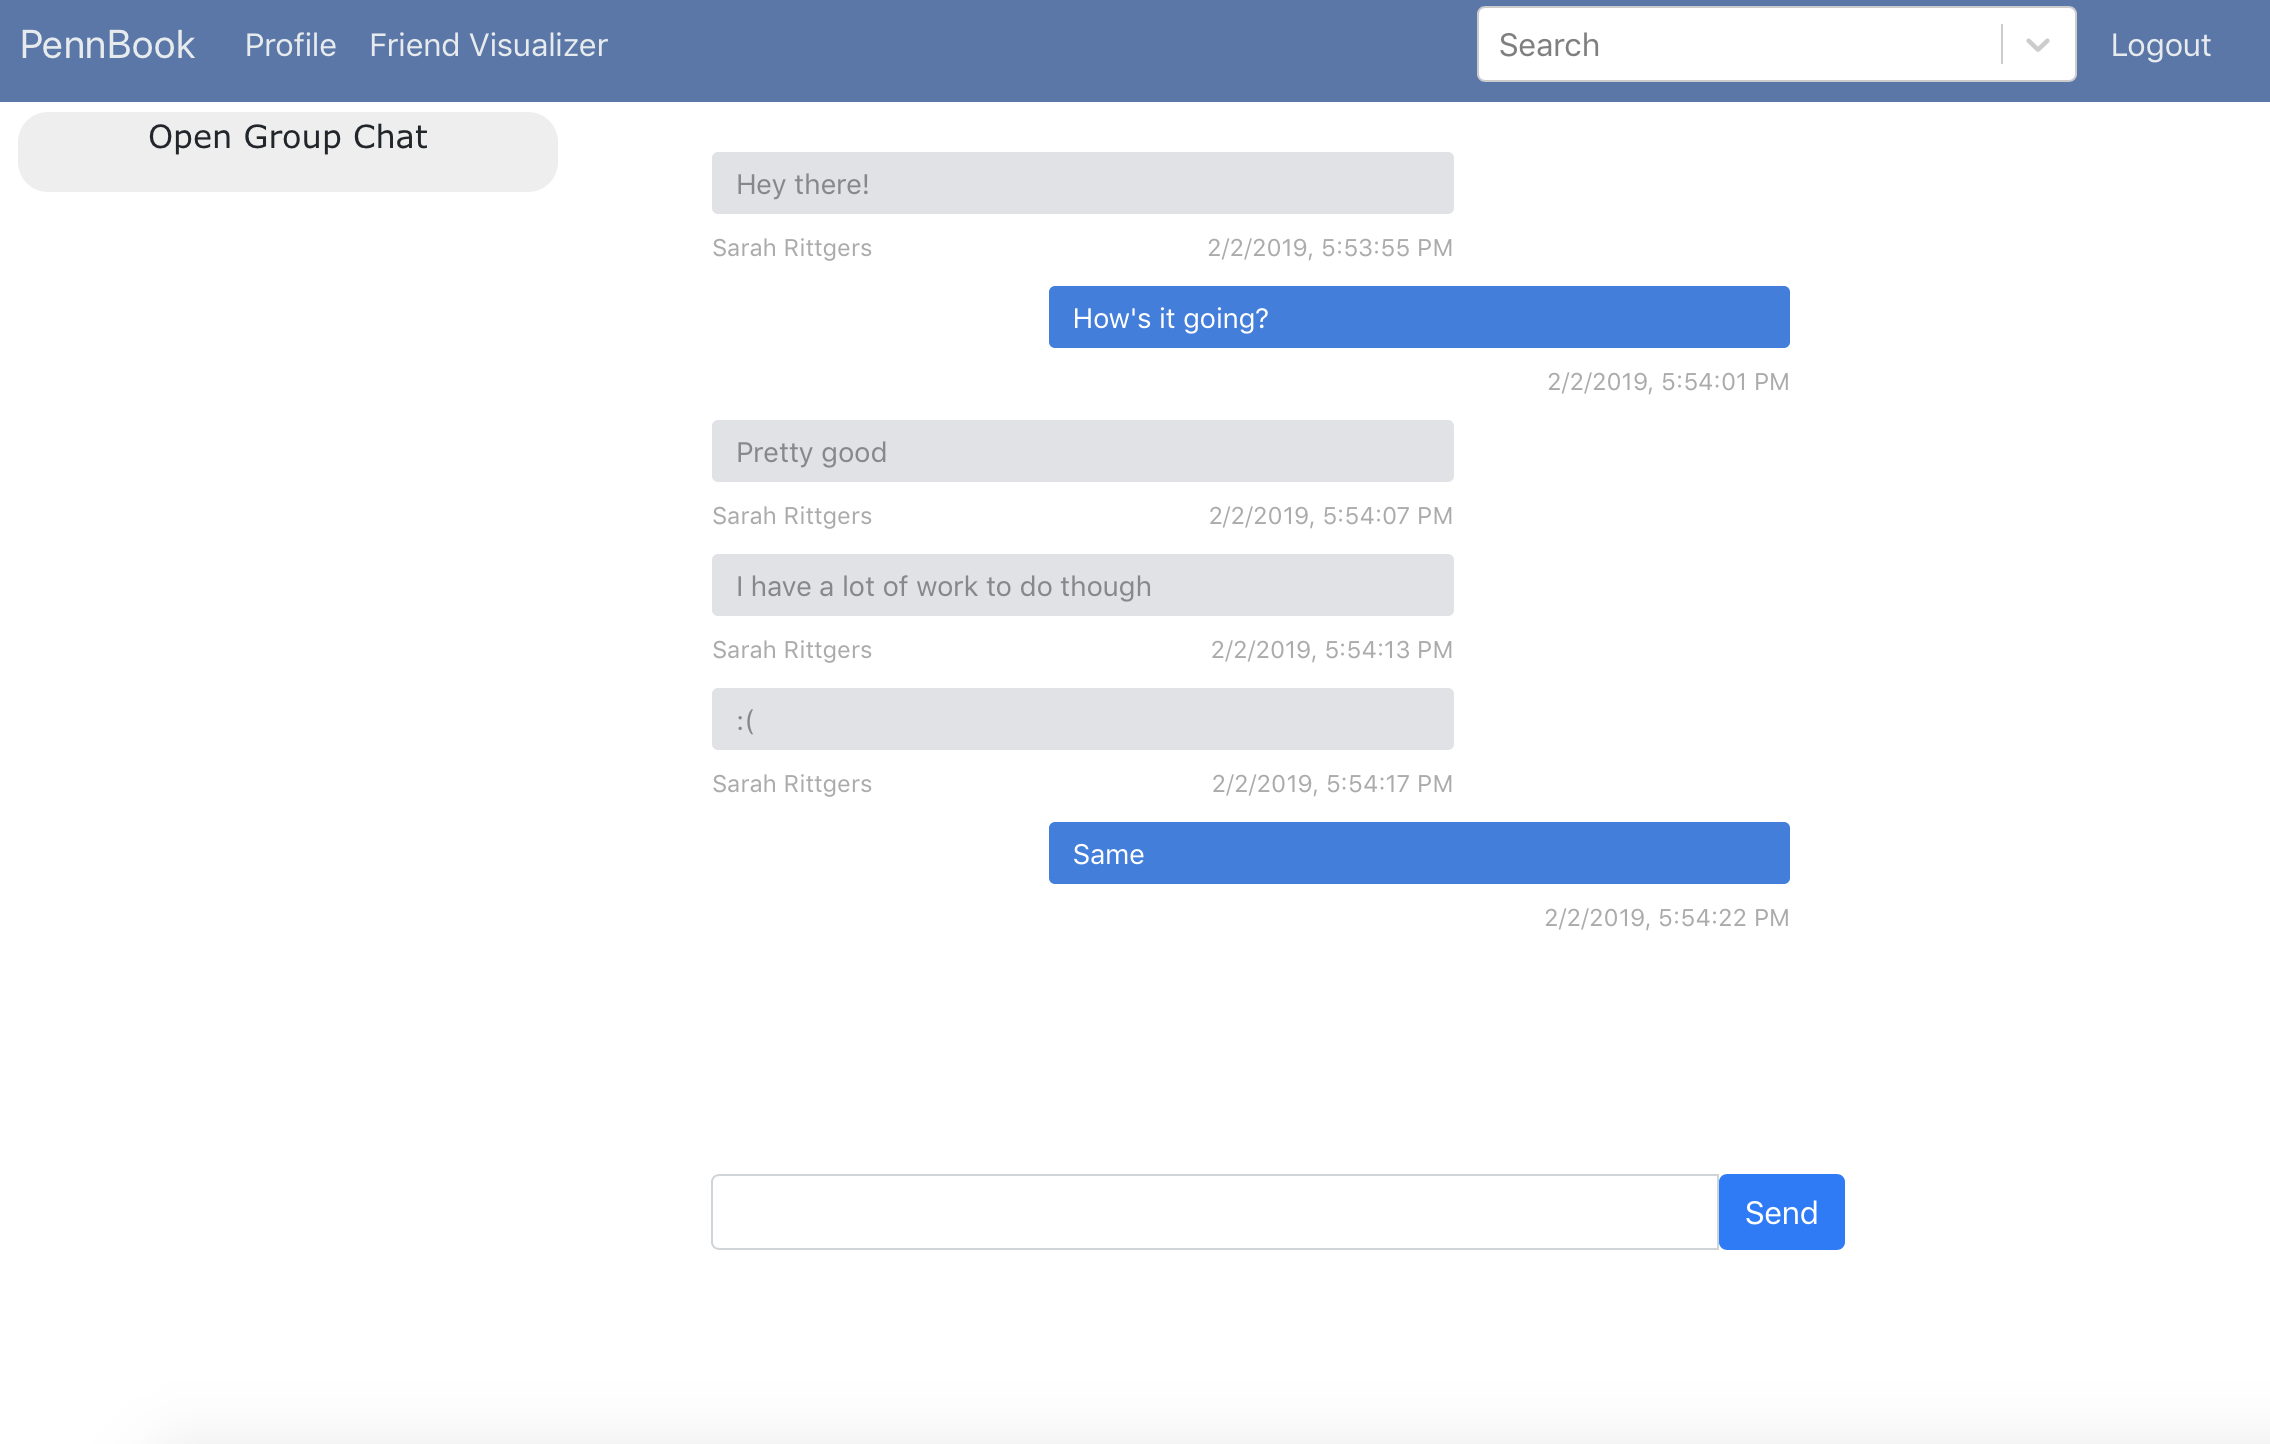 PennBook Profile Friend Visualizer Search Logout
Open Group Chat
Hey there!
Sarah Rittgers 2/2/2019, 5:53:55 PM
How's it going?
2/2/2019, 5:54:01 PM
Pretty good
Sarah Rittgers 2/2/2019, 5:54:07 PM
I have a lot of work to do though
Sarah Rittgers 2/2/2019, 5:54:13 PM
:(
Sarah Rittgers 2/2/2019, 5:54:17 PM
Same
2/2/2019, 5:54:22 PM
Send